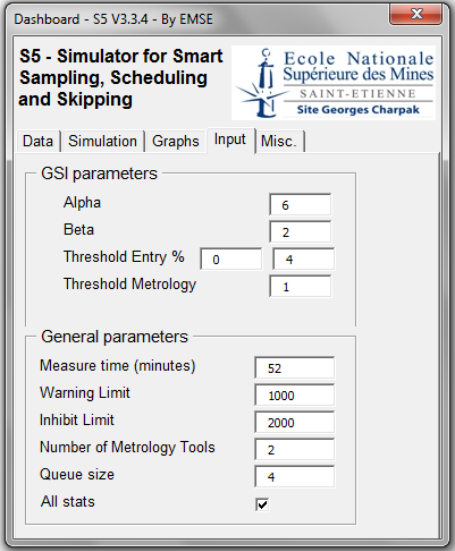 Dashboard - S5 V3.3.4 - By EMSE
S5 - Simulator for Smart
Sampling, Scheduling
and Skipping
Ecole Nationale
Supérieure des Mines
SAINT-ETIENNE
Site Georges Charpak
Data Simulation Graphs Input Misc.
GSI parameters
Alpha 6
Beta 2
Threshold Entry % 0 4
Threshold Metrology 1
General parameters
Measure time (minutes) 52
Warning Limit 1000
Inhibit Limit 2000
Number of Metrology Tools 2
Queue size 4
All stats